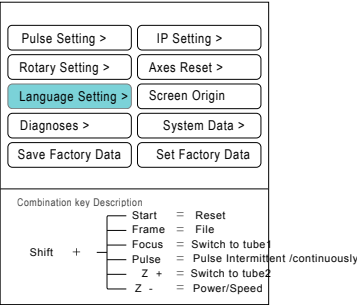 Pulse Setting > IP Setting >
Rotary Setting > Axes Reset >
Language Setting > Screen Origin
Diagnoses > System Data >
Save Factory Data Set Factory Data
Combination key Description
Start = Reset
Frame = File
Focus = Switch to tube1
Shift + Pulse = Pulse Intermittent /continuously
Z + = Switch to tube2
Z - = Power/Speed